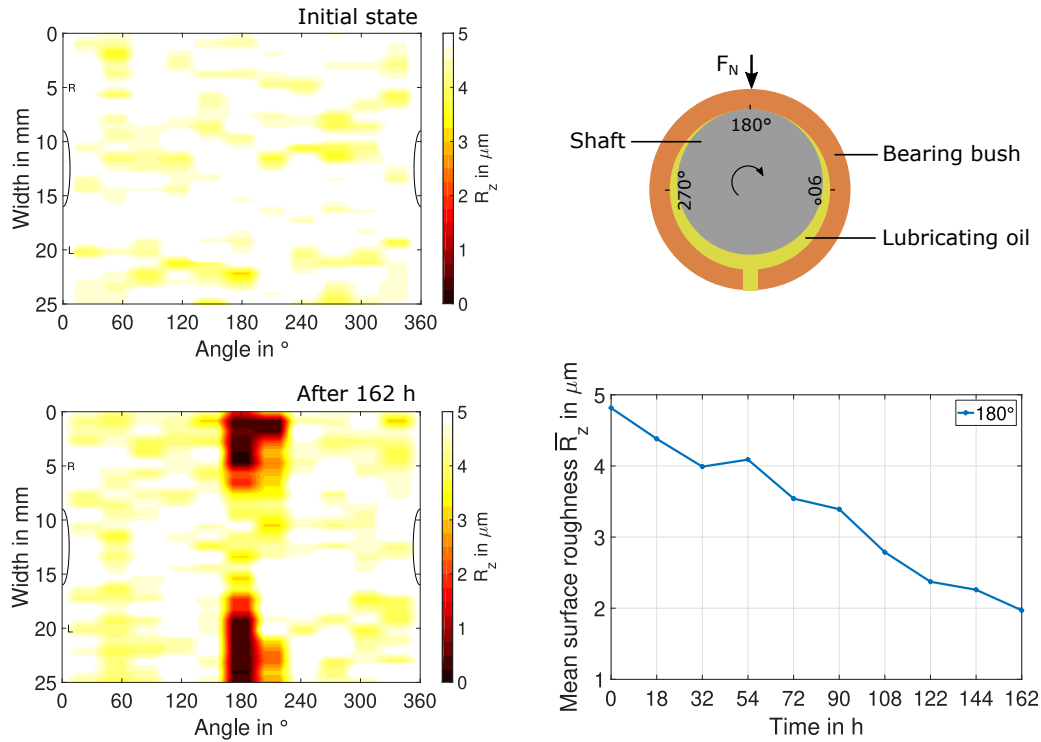 Initial state
0
5
10
15
20
25
R
L
0 60 120 180 240 300 360
Width in mm
Angle in °
5
4
3
2
1
0
R_z in μm
F_N
180°
Shaft
270°
90°
Bearing bush
Lubricating oil
After 162 h
0
5
10
15
20
25
R
L
0 60 120 180 240 300 360
Width in mm
Angle in °
5
4
3
2
1
0
R_z in μm
5
4
3
2
1
180°
0 18 32 54 72 90 108 122 144 162
Mean surface roughness R̅_z in μm
Time in h